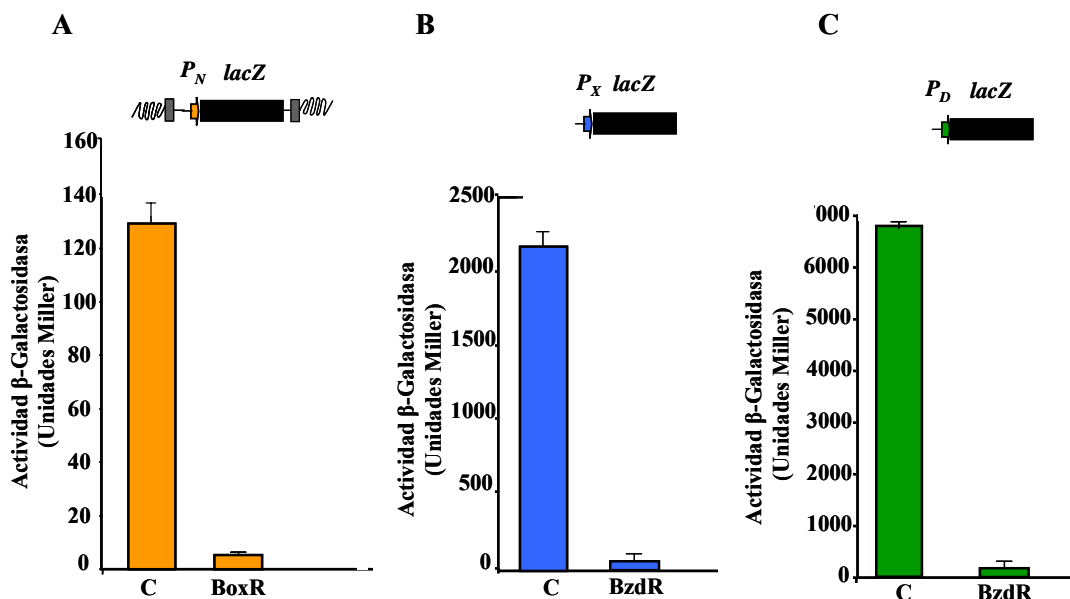 A
B
C
P_N lacZ
P_X lacZ
P_D lacZ
Actividad β-Galactosidasa
(Unidades Miller)
160
140
120
100
80
60
40
20
0
C BoxR
Actividad β-Galactosidasa
(Unidades Miller)
2500
2000
1500
1000
500
0
C BzdR
Actividad β-Galactosidasa
(Unidades Miller)
000
6000
5000
4000
3000
2000
1000
0
C BzdR